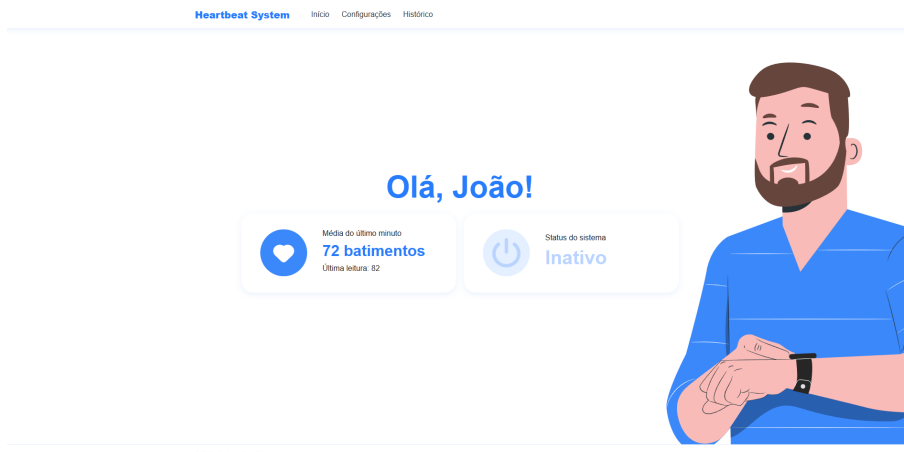 Heartbeat System Início Configurações Histórico
Olá, João!
Média do último minuto
72 batimentos
Última leitura: 82
Status do sistema
Inativo